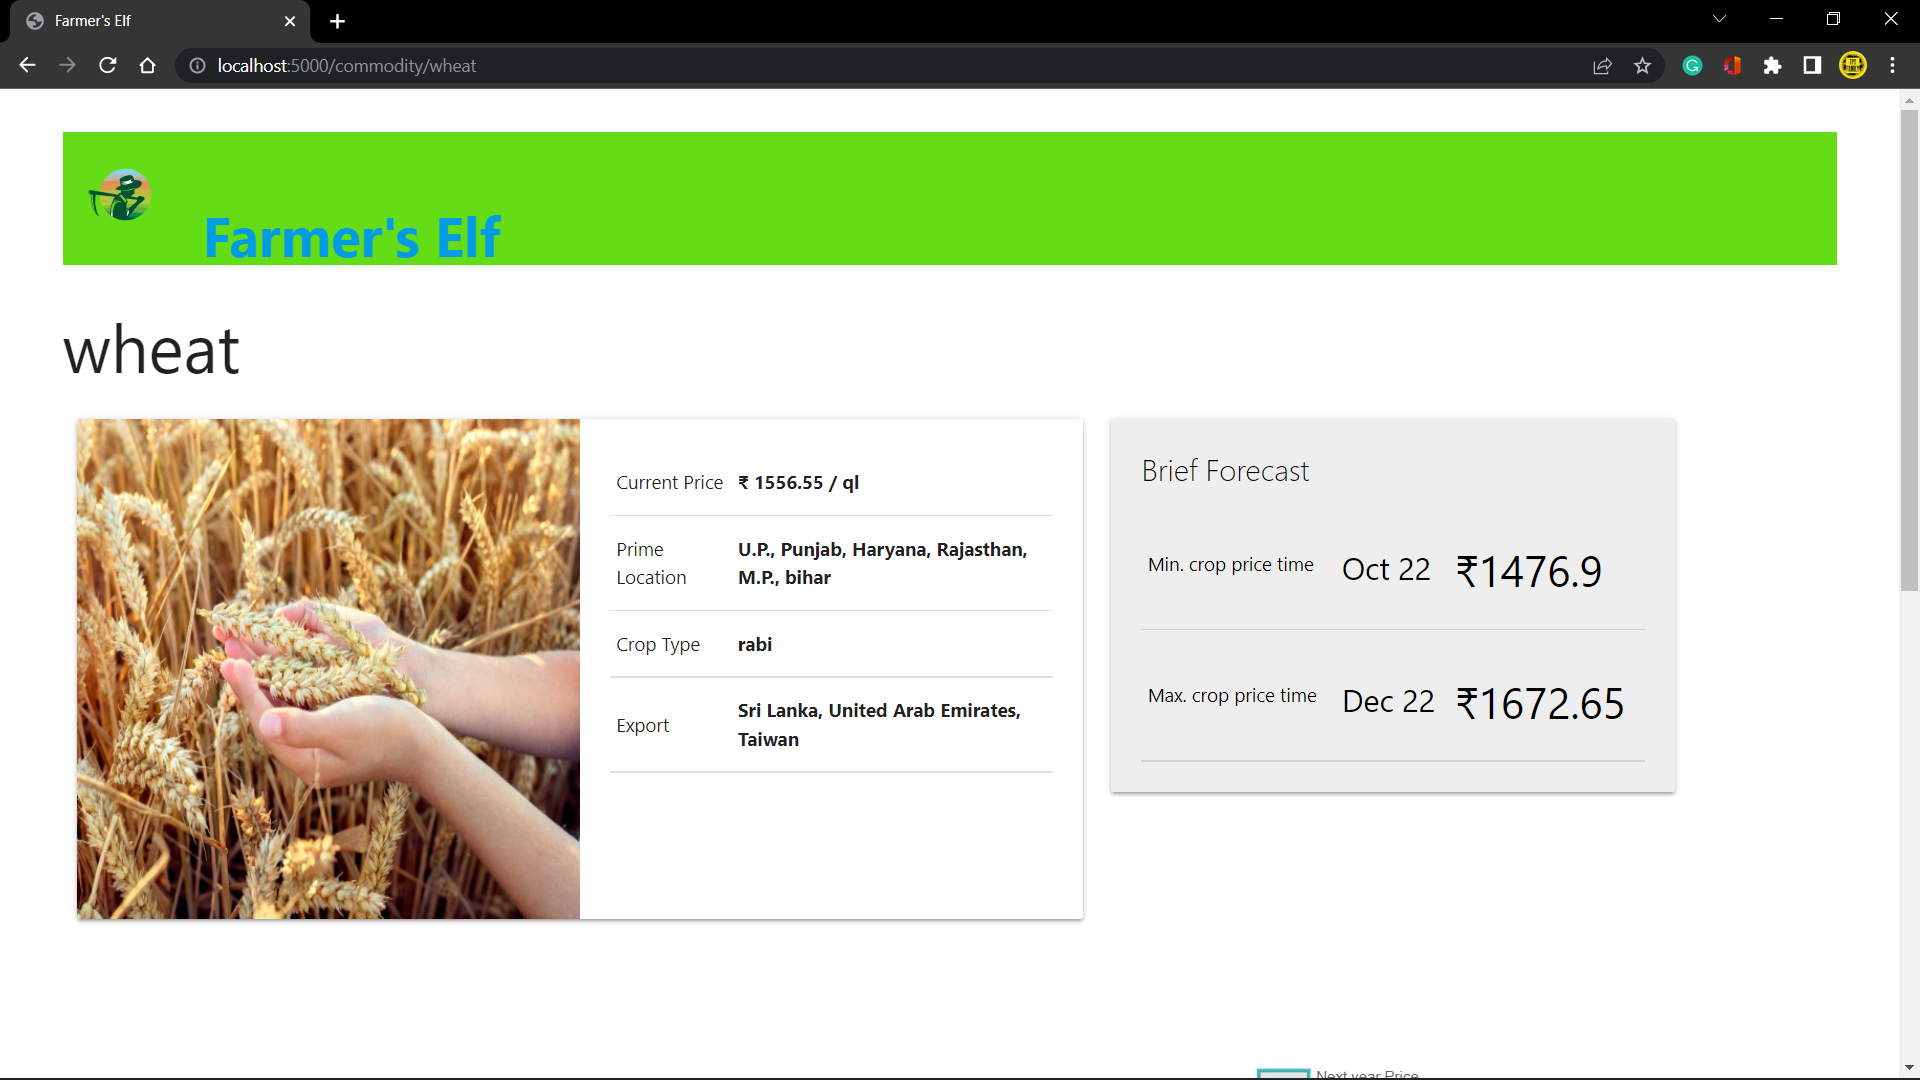 Farmer's Elf
localhost:5000/commodity/wheat
Farmer's Elf
wheat
Current Price ₹ 1556.55 / ql
Prime Location U.P., Punjab, Haryana, Rajasthan,
M.P., bihar
Crop Type rabi
Export Sri Lanka, United Arab Emirates,
Taiwan
Brief Forecast
Min. crop price time Oct 22 ₹1476.9
Max. crop price time Dec 22 ₹1672.65
Next year Price